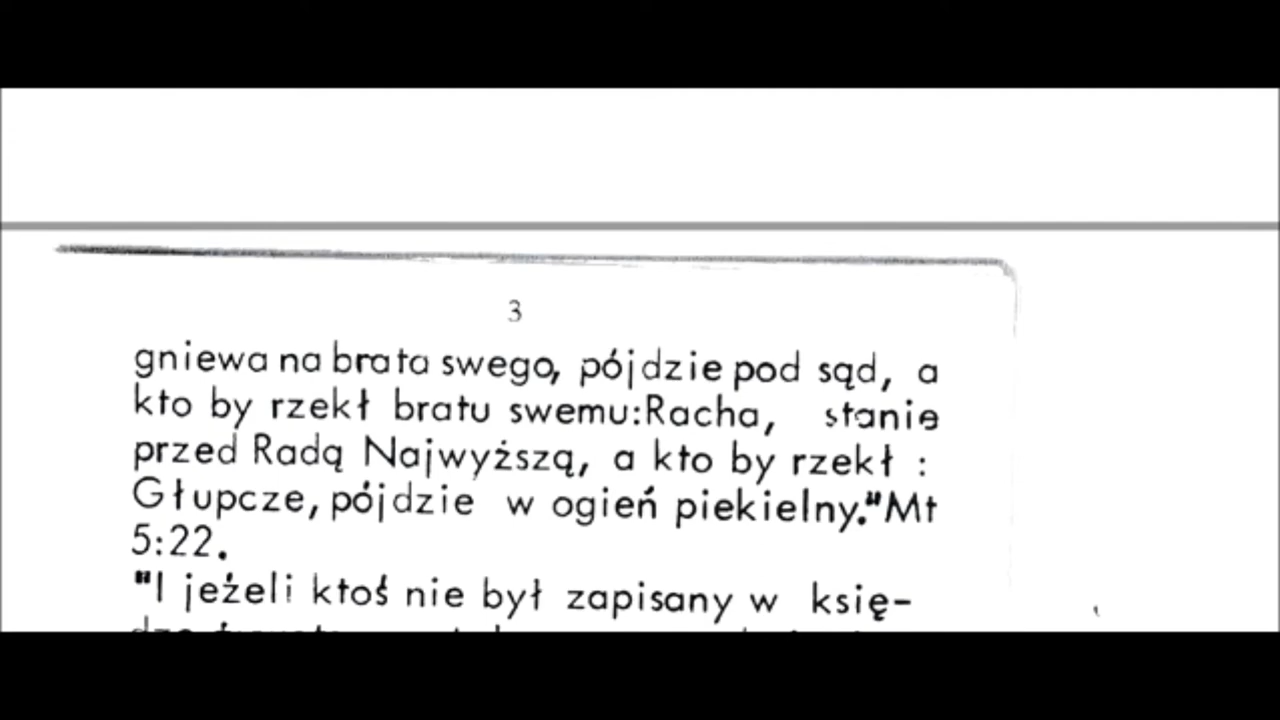 3
gniewa na brata swego, pójdzie pod sąd, a
kto by rzekł bratu swemu:Racha, stanie
przed Radą Najwyższą, a kto by rzekł :
Głupcze, pójdzie w ogień piekielny."Mt
5:22.
"I jeżeli ktoś nie był zapisany w księ-